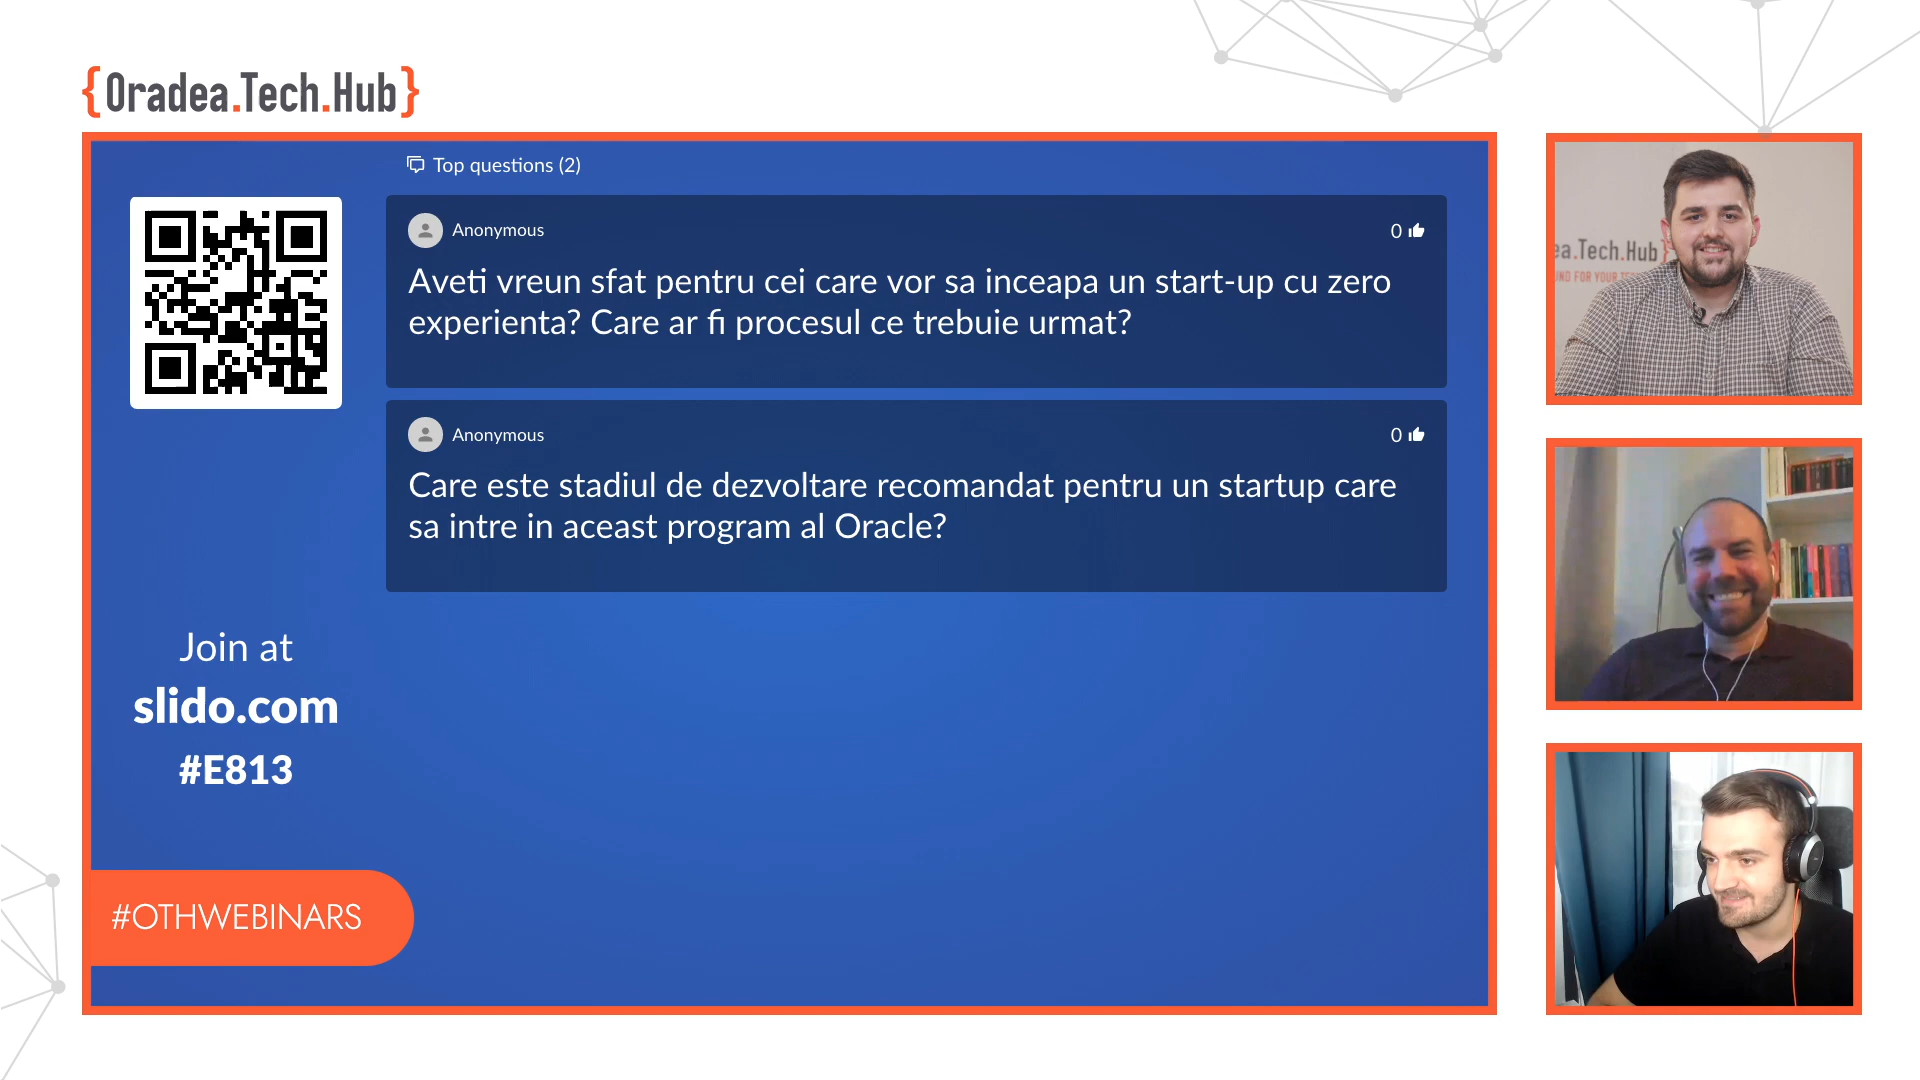 {Oradea.Tech.Hub}
Top questions (2)
Anonymous
0
Aveti vreun sfat pentru cei care vor sa inceapa un start-up cu zero
experienta? Care ar fi procesul ce trebuie urmat?
Anonymous
0
Care este stadiul de dezvoltare recomandat pentru un startup care
sa intre in aceast program al Oracle?
Join at
slido.com
#E813
#OTHWEBINARS
ea.Tech.Hub}